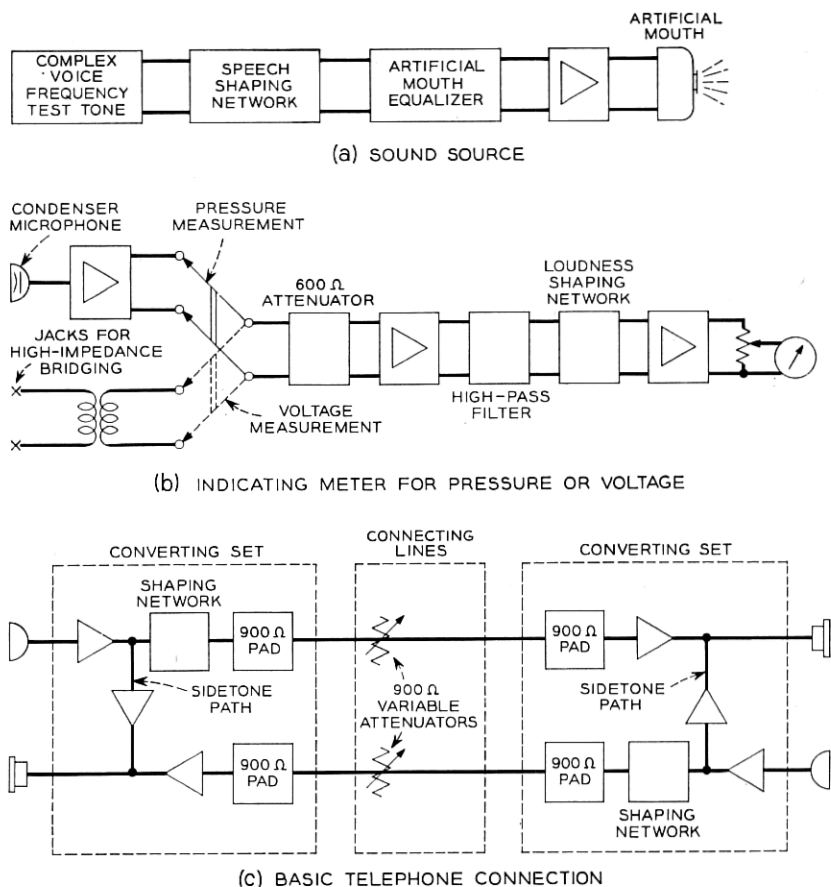 ARTIFICIAL
MOUTH
COMPLEX
VOICE
FREQUENCY
TEST TONE
SPEECH
SHAPING
NETWORK
ARTIFICIAL
MOUTH
EQUALIZER
(a) SOUND SOURCE
CONDENSER
MICROPHONE
PRESSURE
MEASUREMENT
600 Ω
ATTENUATOR
LOUDNESS
SHAPING
NETWORK
JACKS FOR
HIGH-IMPEDANCE
BRIDGING
VOLTAGE
MEASUREMENT
HIGH-PASS
FILTER
(b) INDICATING METER FOR PRESSURE OR VOLTAGE
CONVERTING SET
CONNECTING
LINES
CONVERTING SET
SHAPING
NETWORK
900 Ω
PAD
900 Ω
PAD
SIDETONE
PATH
900 Ω
VARIABLE
ATTENUATORS
SIDETONE
PATH
900 Ω
PAD
900 Ω
PAD
SHAPING
NETWORK
(c) BASIC TELEPHONE CONNECTION